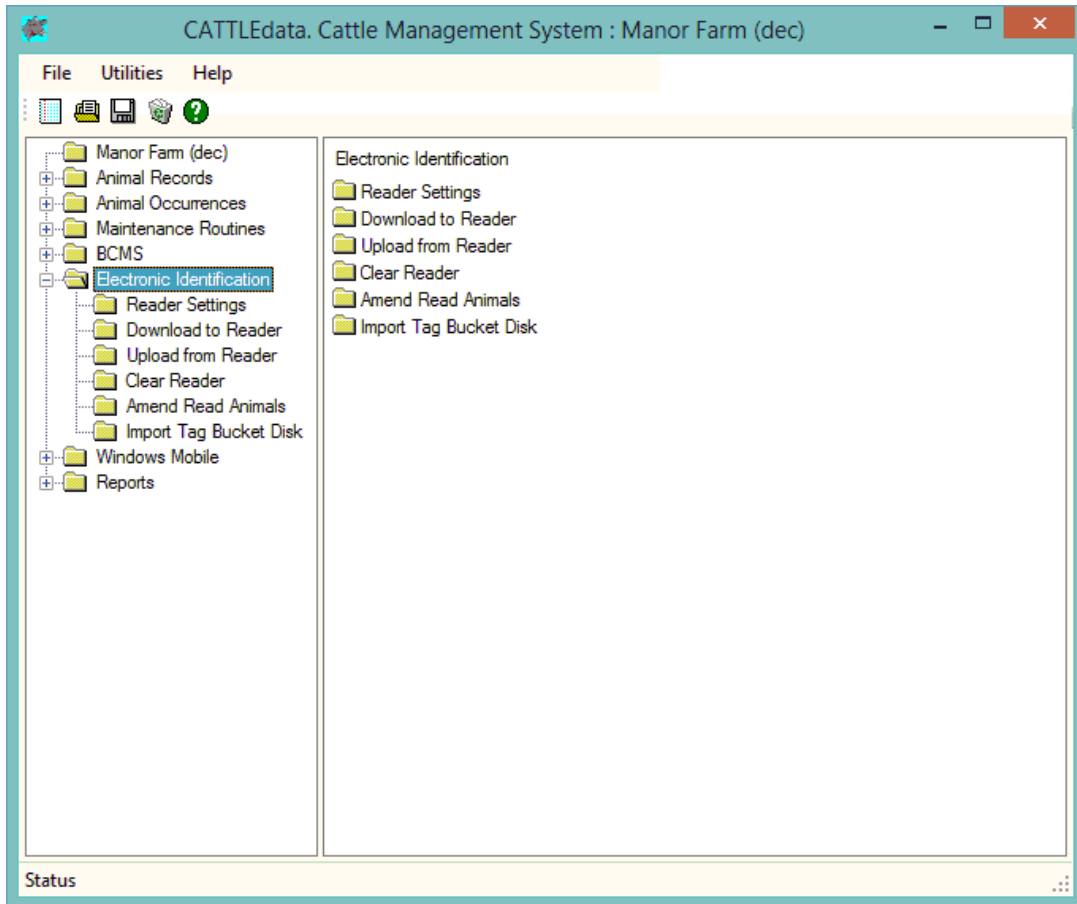 CATTLEdata. Cattle Management System : Manor Farm (dec)
File Utilities Help
Manor Farm (dec)
Animal Records
Animal Occurrences
Maintenance Routines
BCMS
Electronic Identification
Reader Settings
Download to Reader
Upload from Reader
Clear Reader
Amend Read Animals
Import Tag Bucket Disk
Windows Mobile
Reports
Electronic Identification
Reader Settings
Download to Reader
Upload from Reader
Clear Reader
Amend Read Animals
Import Tag Bucket Disk
Status